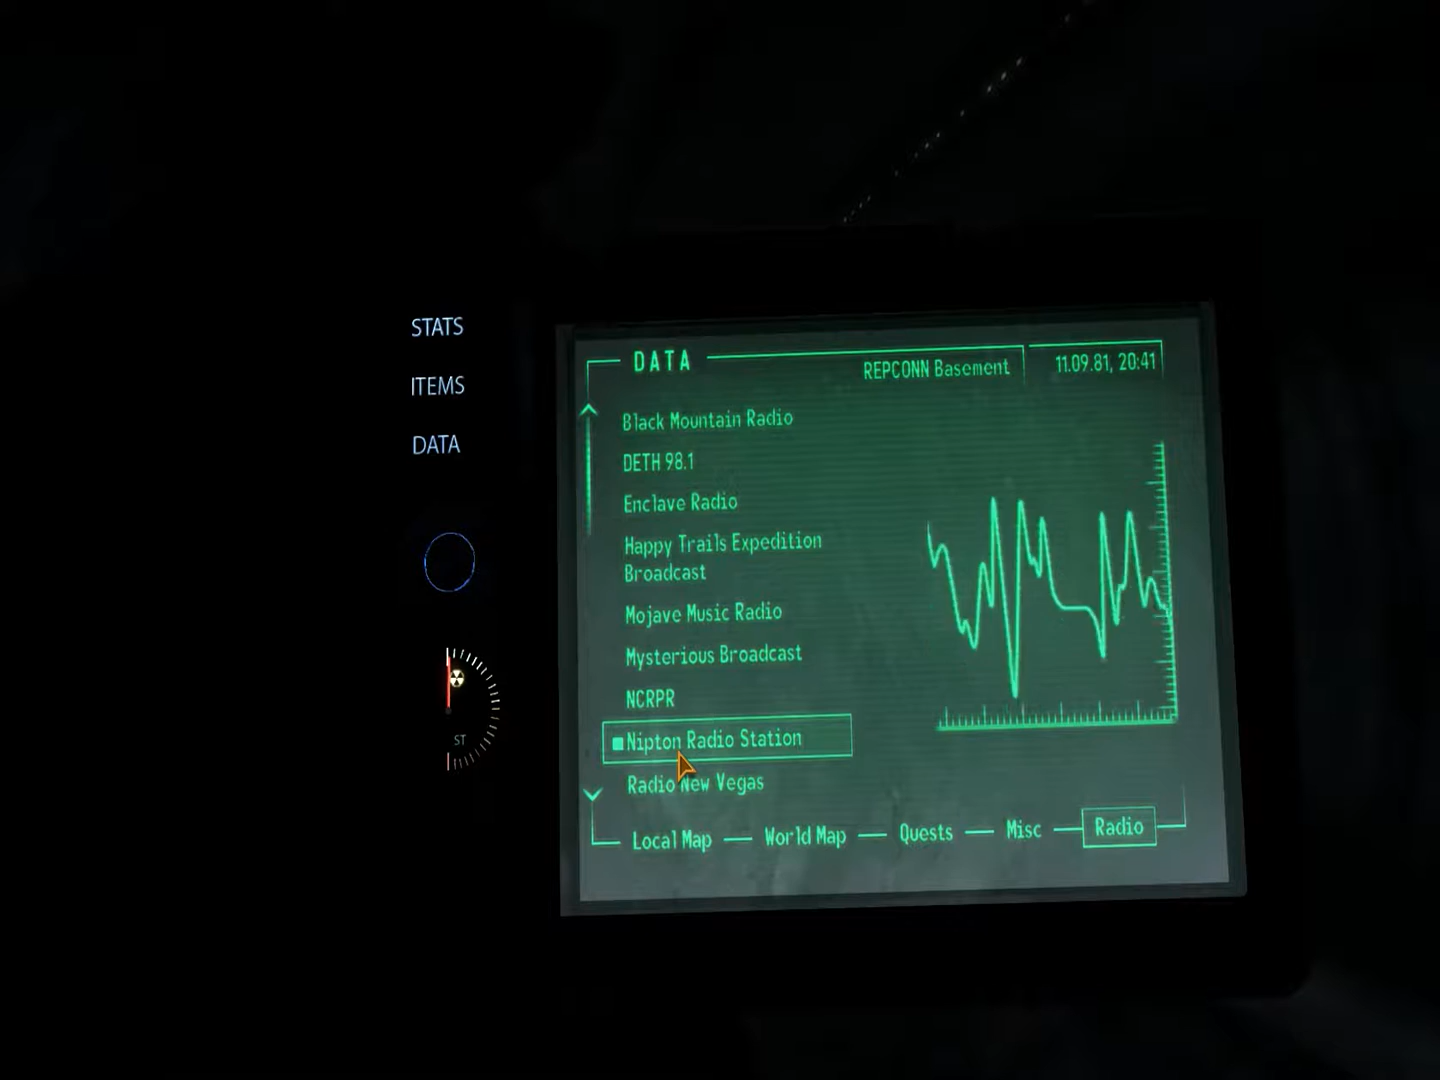 STATS
ITEMS
DATA
ST
DATA
REPCONN Basement
11.09.81, 20:41
Black Mountain Radio
DETH 98.1
Enclave Radio
Happy Trails Expedition
Broadcast
Mojave Music Radio
Mysterious Broadcast
NCRPR
Nipton Radio Station
Radio New Vegas
Local Map
World Map
Quests
Misc
Radio